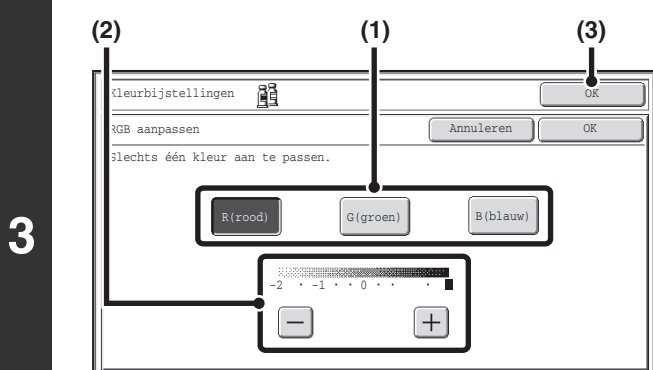 (2) (1) (3)
Kleurbijstellingen OK
RGB aanpassen Annuleren OK
Slechts één kleur aan te passen.
3
R(rood) G(groen) B(blauw)
-2 · -1 · · 0 · · ·
− +